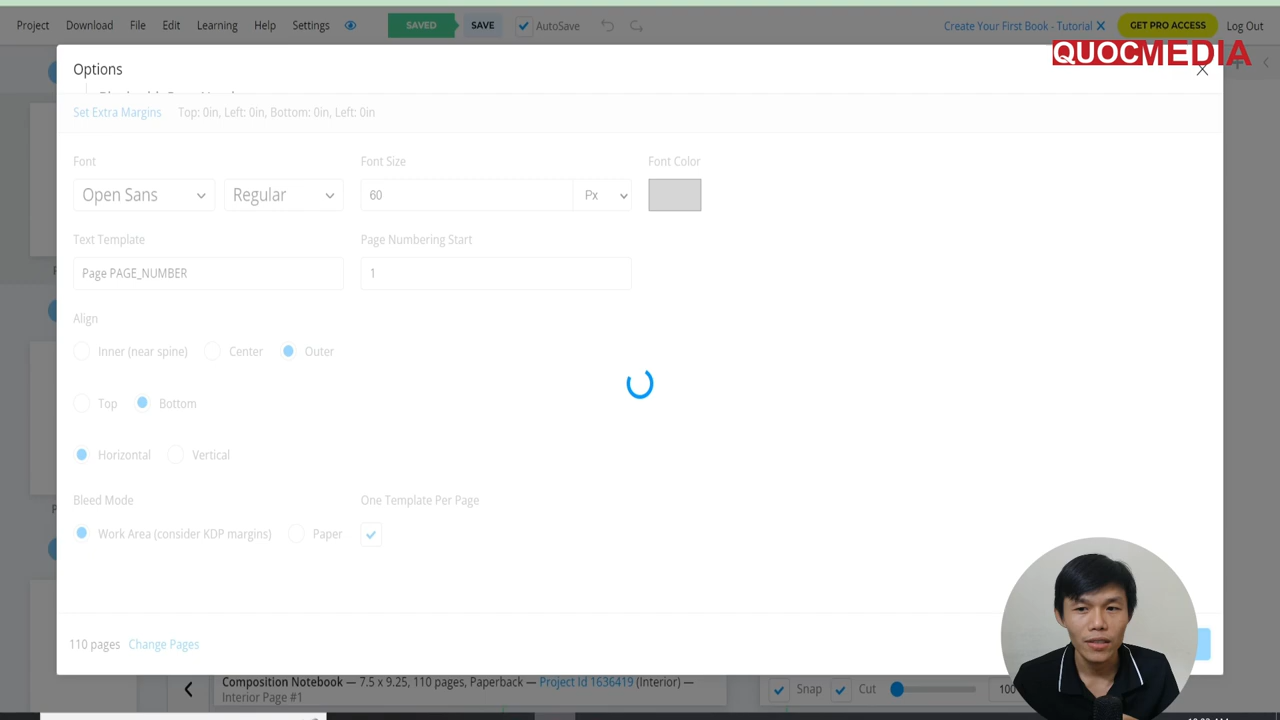 Project Download File Edit Learning Help Settings SAVED SAVE AutoSave Create Your First Book - Tutorial GET PRO ACCESS Log Out
QUOCMEDIA
Options
Set Extra Margins Top: 0in, Left: 0in, Bottom: 0in, Left: 0in
Font Font Size Font Color
Open Sans Regular 60 Px
Text Template Page Numbering Start
Page PAGE_NUMBER 1
Align
Inner (near spine) Center Outer
Top Bottom
Horizontal Vertical
Bleed Mode One Template Per Page
Work Area (consider KDP margins) Paper
110 pages Change Pages
Composition Notebook — 7.5 x 9.25, 110 pages, Paperback — Project Id 1636419 (Interior) —
Interior Page #1
Snap Cut 100